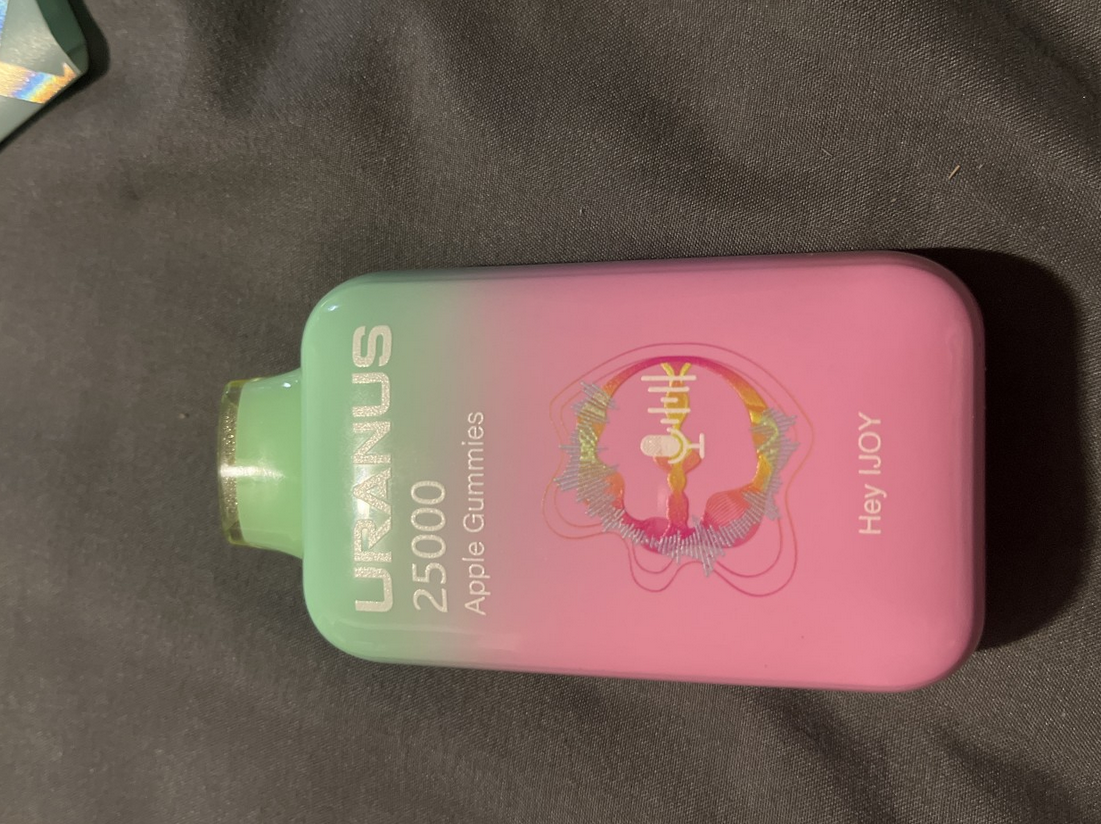 URANUS
25000
Apple Gummies
Hey IJOY